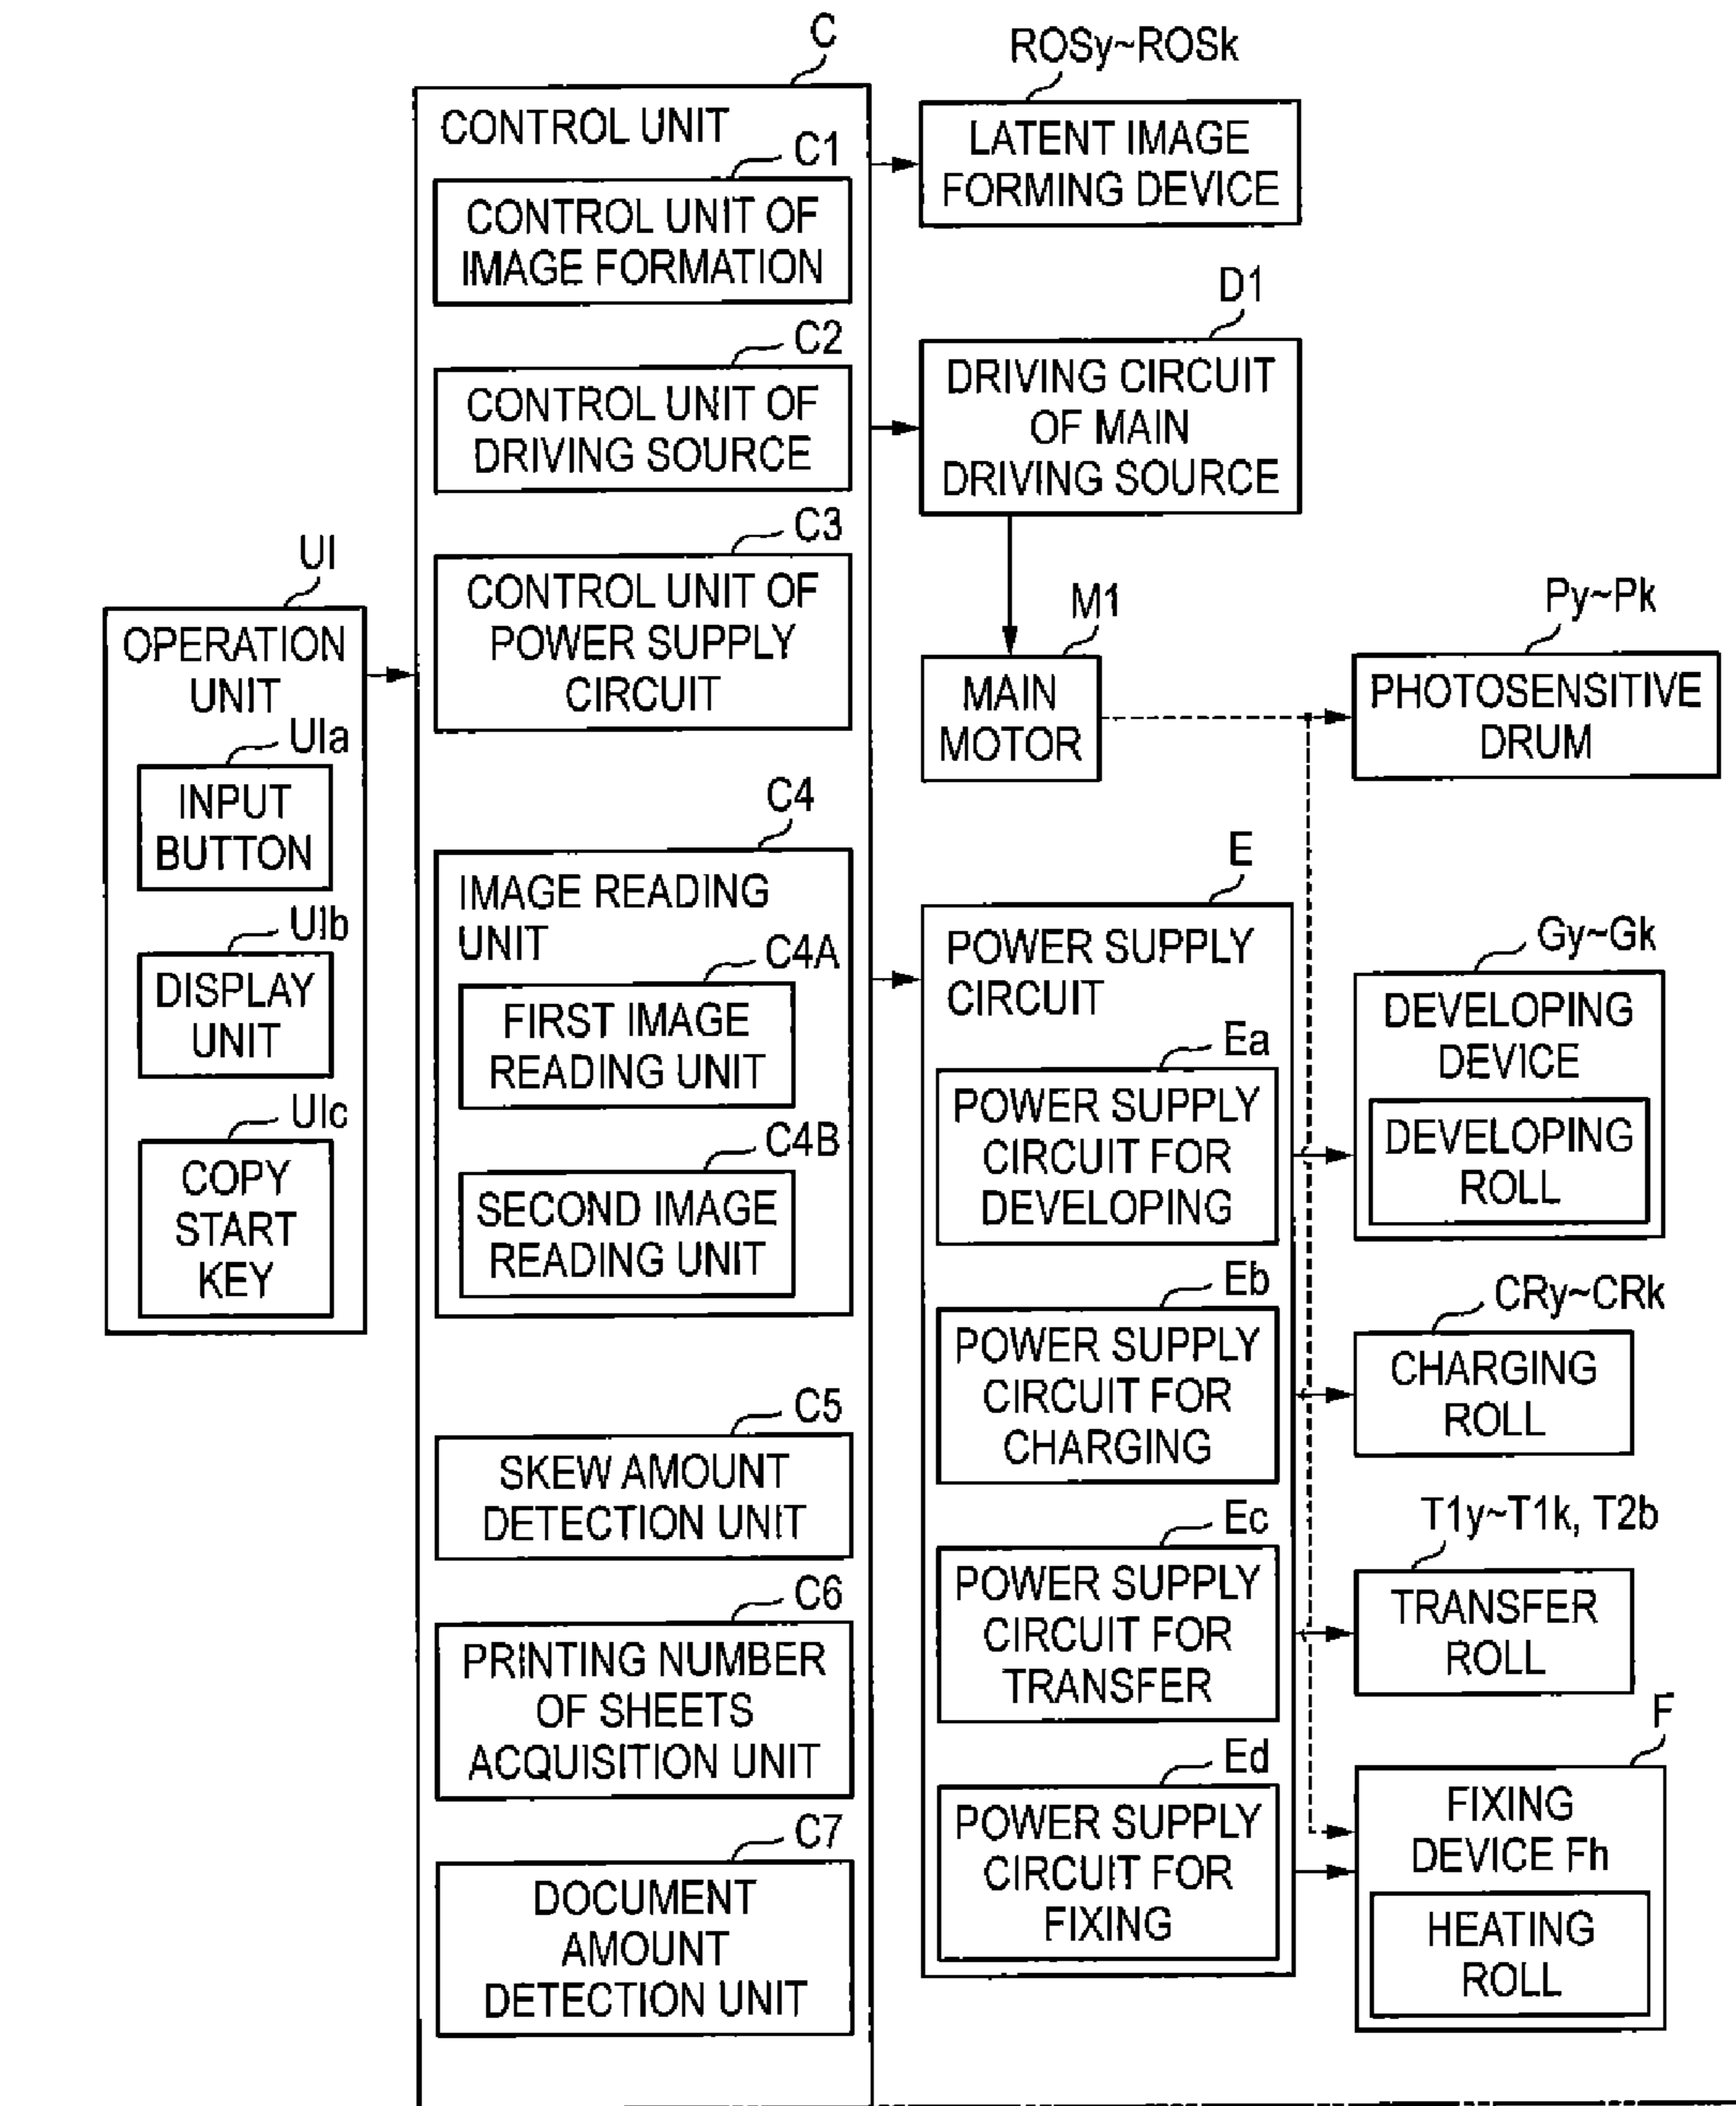 C
CONTROL UNIT
C1
CONTROL UNIT OF
IMAGE FORMATION
C2
CONTROL UNIT OF
DRIVING SOURCE
C3
CONTROL UNIT OF
POWER SUPPLY
CIRCUIT
UI
OPERATION
UNIT
UIa
INPUT
BUTTON
UIb
DISPLAY
UNIT
UIc
COPY
START
KEY
C4
IMAGE READING
UNIT
C4A
FIRST IMAGE
READING UNIT
C4B
SECOND IMAGE
READING UNIT
C5
SKEW AMOUNT
DETECTION UNIT
C6
PRINTING NUMBER
OF SHEETS
ACQUISITION UNIT
C7
DOCUMENT
AMOUNT
DETECTION UNIT
ROSy~ROSk
LATENT IMAGE
FORMING DEVICE
D1
DRIVING CIRCUIT
OF MAIN
DRIVING SOURCE
M1
MAIN
MOTOR
Py~Pk
PHOTOSENSITIVE
DRUM
E
POWER SUPPLY
CIRCUIT
Ea
POWER SUPPLY
CIRCUIT FOR
DEVELOPING
Eb
POWER SUPPLY
CIRCUIT FOR
CHARGING
Ec
POWER SUPPLY
CIRCUIT FOR
TRANSFER
Ed
POWER SUPPLY
CIRCUIT FOR
FIXING
Gy~Gk
DEVELOPING
DEVICE
DEVELOPING
ROLL
CRy~CRk
CHARGING
ROLL
T1y~T1k, T2b
TRANSFER
ROLL
F
FIXING
DEVICE Fh
HEATING
ROLL